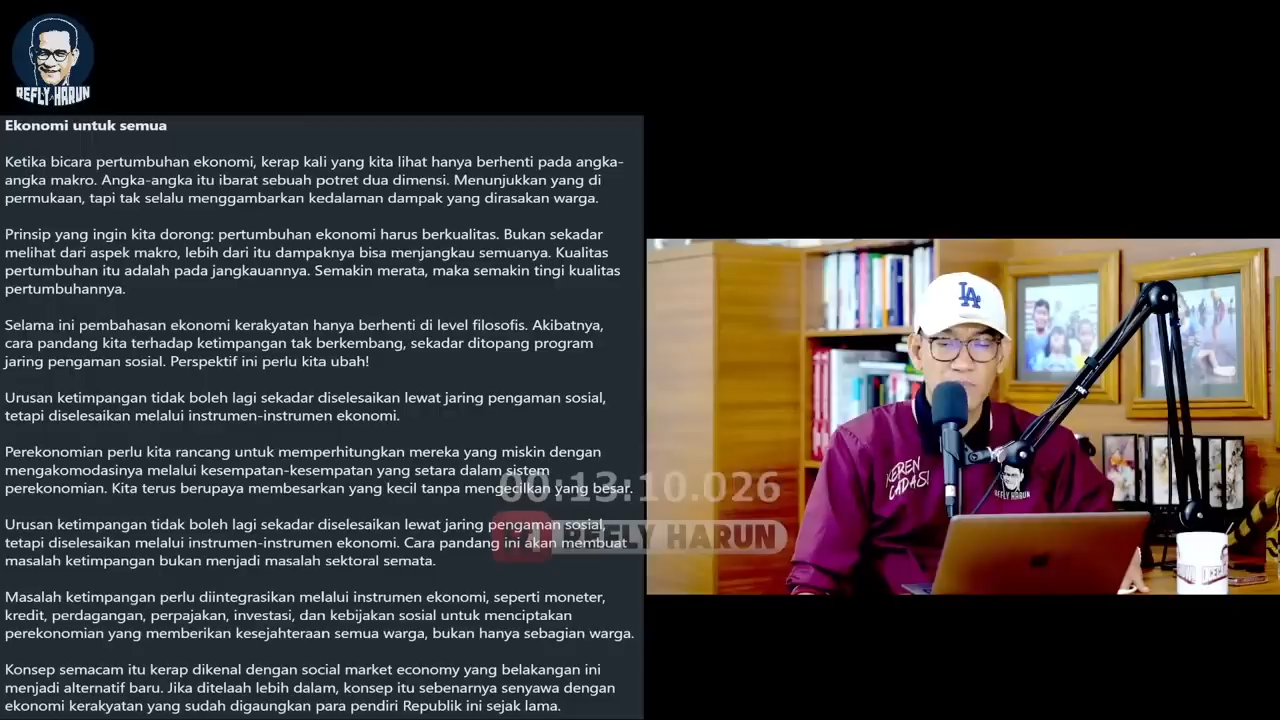 REFLY HARUN
Ekonomi untuk semua
Ketika bicara pertumbuhan ekonomi, kerap kali yang kita lihat hanya berhenti pada angka-
angka makro. Angka-angka itu ibarat sebuah potret dua dimensi. Menunjukkan yang di
permukaan, tapi tak selalu menggambarkan kedalaman dampak yang dirasakan warga.
Prinsip yang ingin kita dorong: pertumbuhan ekonomi harus berkualitas. Bukan sekadar
melihat dari aspek makro, lebih dari itu dampaknya bisa menjangkau semuanya. Kualitas
pertumbuhan itu adalah pada jangkauannya. Semakin merata, maka semakin tingi kualitas
pertumbuhannya.
Selama ini pembahasan ekonomi kerakyatan hanya berhenti di level filosofis. Akibatnya,
cara pandang kita terhadap ketimpangan tak berkembang, sekadar ditopang program
jaring pengaman sosial. Perspektif ini perlu kita ubah!
Urusan ketimpangan tidak boleh lagi sekadar diselesaikan lewat jaring pengaman sosial,
tetapi diselesaikan melalui instrumen-instrumen ekonomi.
Perekonomian perlu kita rancang untuk memperhitungkan mereka yang miskin dengan
mengakomodasinya melalui kesempatan-kesempatan yang setara dalam sistem
perekonomian. Kita terus berupaya membesarkan yang kecil tanpa mengecilkan yang besar.
Urusan ketimpangan tidak boleh lagi sekadar diselesaikan lewat jaring pengaman sosial,
tetapi diselesaikan melalui instrumen-instrumen ekonomi. Cara pandang ini akan membuat
masalah ketimpangan bukan menjadi masalah sektoral semata.
Masalah ketimpangan perlu diintegrasikan melalui instrumen ekonomi, seperti moneter,
kredit, perdagangan, perpajakan, investasi, dan kebijakan sosial untuk menciptakan
perekonomian yang memberikan kesejahteraan semua warga, bukan hanya sebagian warga.
Konsep semacam itu kerap dikenal dengan social market economy yang belakangan ini
menjadi alternatif baru. Jika ditelaah lebih dalam, konsep itu sebenarnya senyawa dengan
ekonomi kerakyatan yang sudah digaungkan para pendiri Republik ini sejak lama.
00:13:10.026
REFLY HARUN
LA
KEREN
CADAS!
REFLY HARUN